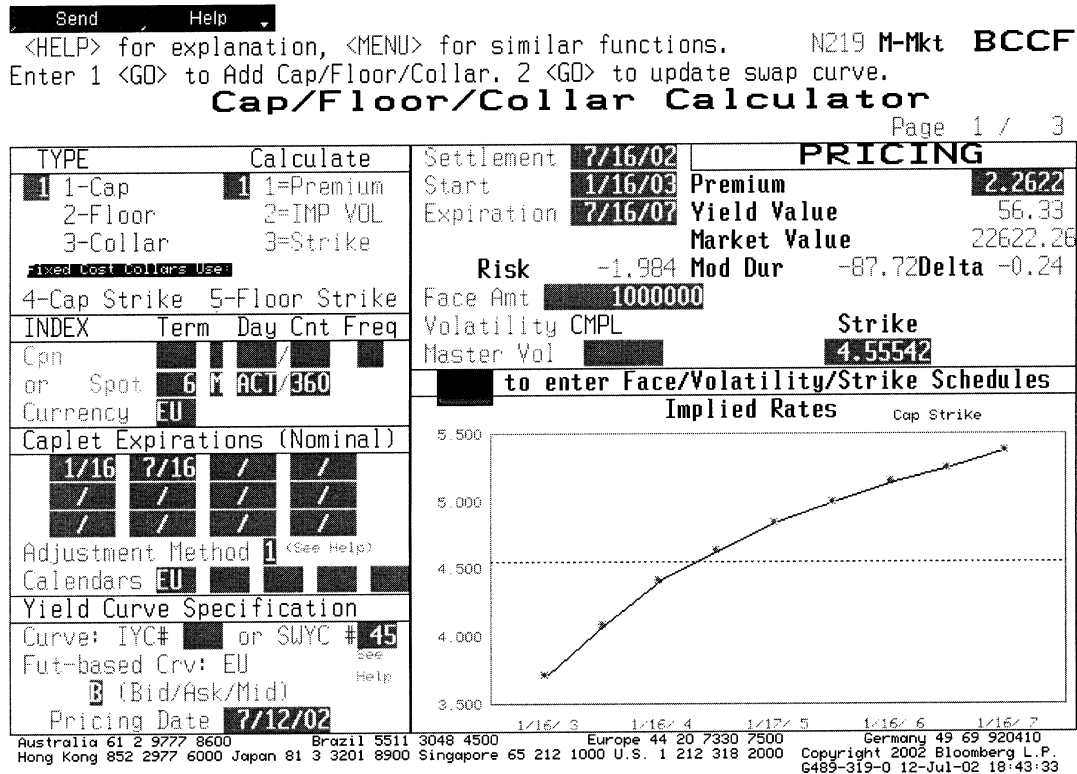 Send Help
<HELP> for explanation, <MENU> for similar functions. N219 M-Mkt BCCF
Enter 1 <GO> to Add Cap/Floor/Collar. 2 <GO> to update swap curve.
Cap/Floor/Collar Calculator
Page 1 / 3
TYPE Calculate
1 1-Cap 1 1=Premium
2-Floor 2=IMP VOL
3-Collar 3=Strike
Fixed Cost Collars Use:
4-Cap Strike 5-Floor Strike
Settlement 7/16/02 PRICING
Start 1/16/03 Premium 2.2622
Expiration 7/16/07 Yield Value 56.33
Market Value 22622.26
Risk -1.984 Mod Dur -87.72 Delta -0.24
Face Amt 1000000
Volatility CMPL Strike
Master Vol 4.55542
INDEX Term Day Cnt Freq
Cpn /
or Spot 6 M ACT/360
Currency EU
to enter Face/Volatility/Strike Schedules
Caplet Expirations (Nominal)
1/16 7/16 / /
/ / / /
/ / / /
Adjustment Method 1 (See Help)
Calendars EU
Yield Curve Specification
Curve: IYC# or SWYC # 45
See
Fut-based Crv: EU
Help
B (Bid/Ask/Mid)
Pricing Date 7/12/02
Implied Rates Cap Strike
5.500
5.000
4.500
4.000
3.500
1/16/ 3 1/16/ 4 1/17/ 5 1/16/ 6 1/16/ 7
Australia 61 2 9777 8600 Brazil 5511 3048 4500 Europe 44 20 7330 7500 Germany 49 69 920410
Hong Kong 852 2977 6000 Japan 81 3 3201 8900 Singapore 65 212 1000 U.S. 1 212 318 2000 Copyright 2002 Bloomberg L.P.
G489-319-0 12-Jul-02 18:43:33